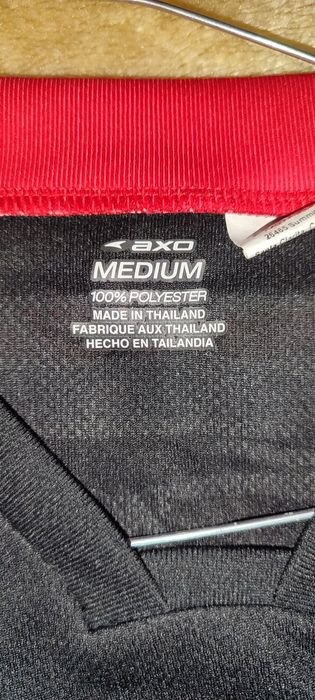 axo
MEDIUM
100% POLYESTER
MADE IN THAILAND
FABRIQUE AUX THAILAND
HECHO EN TAILANDIA